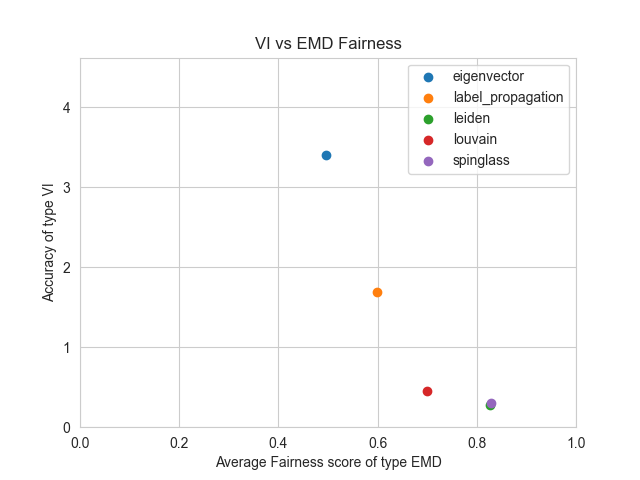 VI vs EMD Fairness
eigenvector
label_propagation
leiden
louvain
spinglass
Accuracy of type VI
4
3
2
1
0
0.0 0.2 0.4 0.6 0.8 1.0
Average Fairness score of type EMD